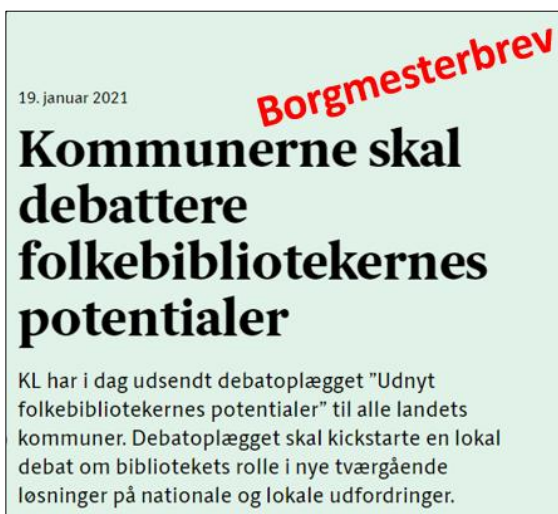 19. januar 2021
Borgmesterbrev
Kommunerne skal
debattere
folkebibliotekernes
potentialer
KL har i dag udsendt debatoplægget "Udnyt
folkebibliotekernes potentialer" til alle landets
kommuner. Debatoplægget skal kickstarte en lokal
debat om bibliotekets rolle i nye tværgående
løsninger på nationale og lokale udfordringer.